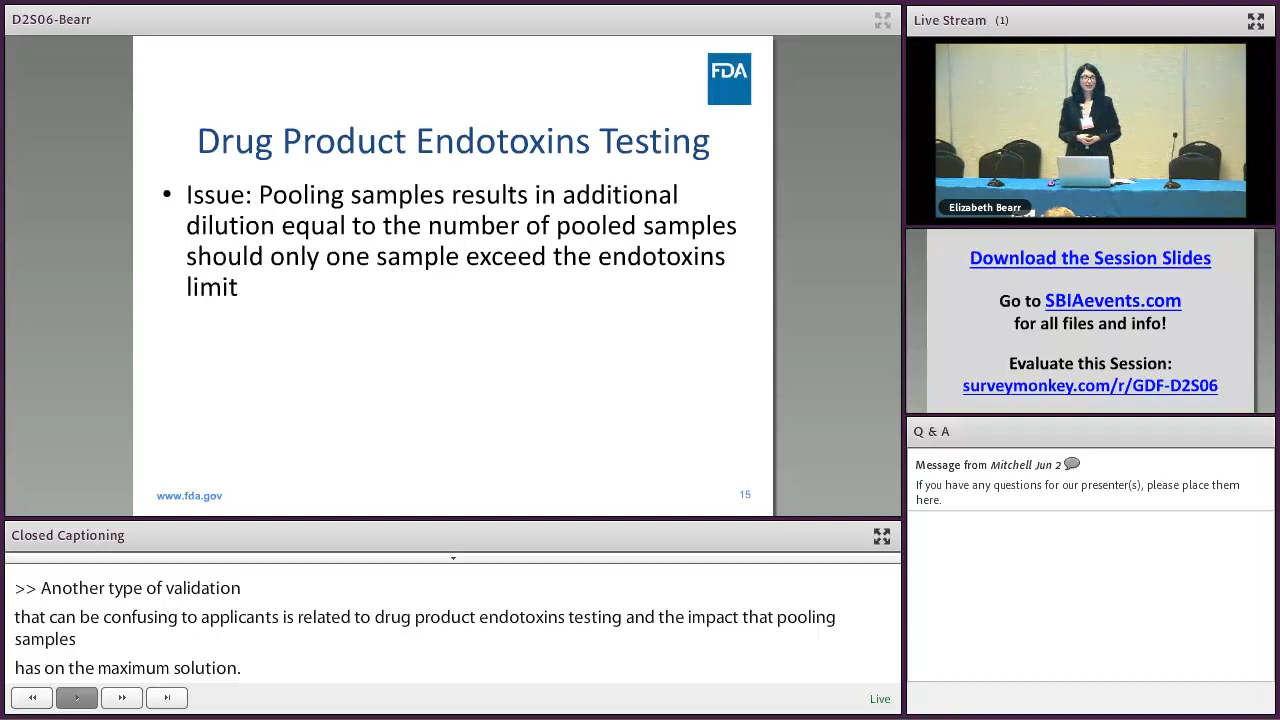 D2S06-Bearr
FDA
Drug Product Endotoxins Testing
• Issue: Pooling samples results in additional
dilution equal to the number of pooled samples
should only one sample exceed the endotoxins
limit
www.fda.gov
15
Closed Captioning
>> Another type of validation
that can be confusing to applicants is related to drug product endotoxins testing and the impact that pooling
samples
has on the maximum solution.
Live
Live Stream (1)
Elizabeth Bearr
Download the Session Slides
Go to SBIAevents.com
for all files and info!
Evaluate this Session:
surveymonkey.com/r/GDF-D2S06
Q & A
Message from Mitchell Jun 2
If you have any questions for our presenter(s), please place them
here.